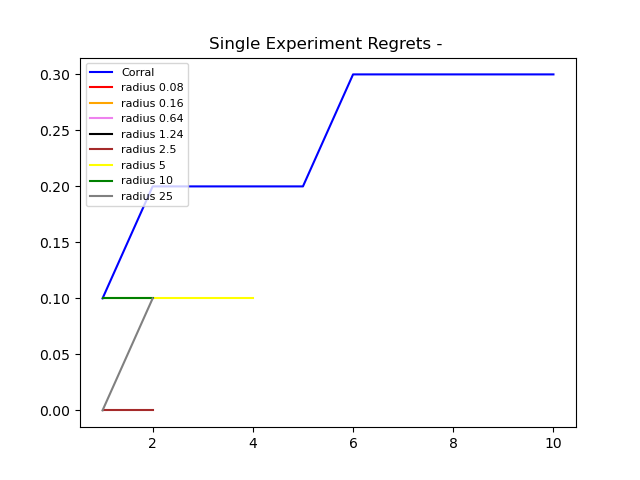 Single Experiment Regrets -
0.30
0.25
0.20
0.15
0.10
0.05
0.00
Corral
radius 0.08
radius 0.16
radius 0.64
radius 1.24
radius 2.5
radius 5
radius 10
radius 25
2 4 6 8 10